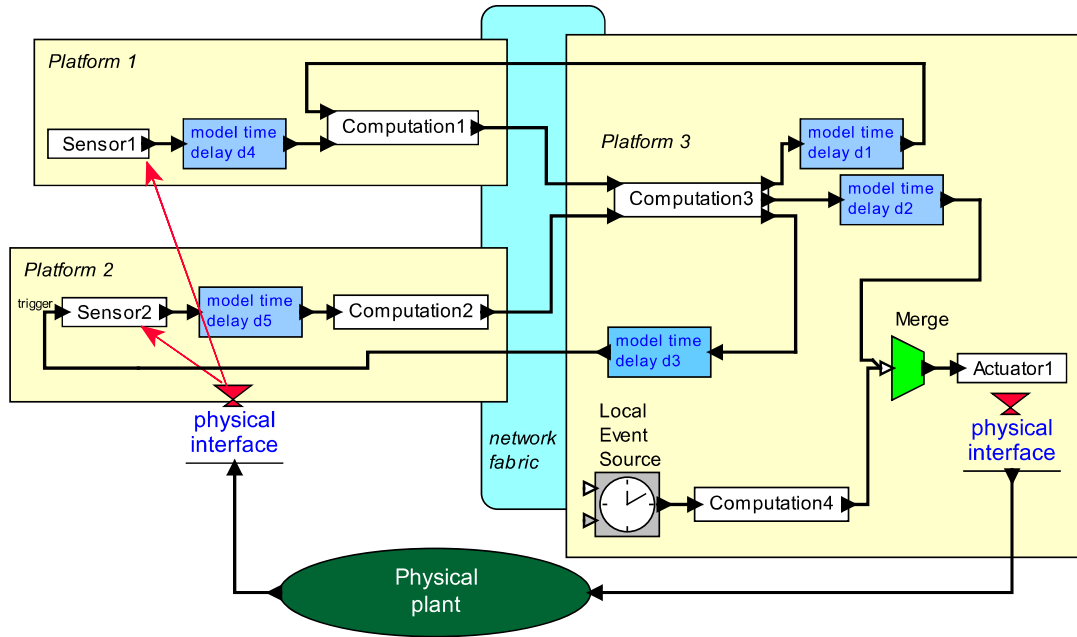 Platform 1
Sensor1
model time
delay d4
Computation1
Platform 3
model time
delay d1
Computation3
model time
delay d2
Platform 2
trigger
Sensor2
model time
delay d5
Computation2
model time
delay d3
Merge
Actuator1
physical
interface
network
fabric
Local
Event
Source
Computation4
physical
interface
Physical
plant